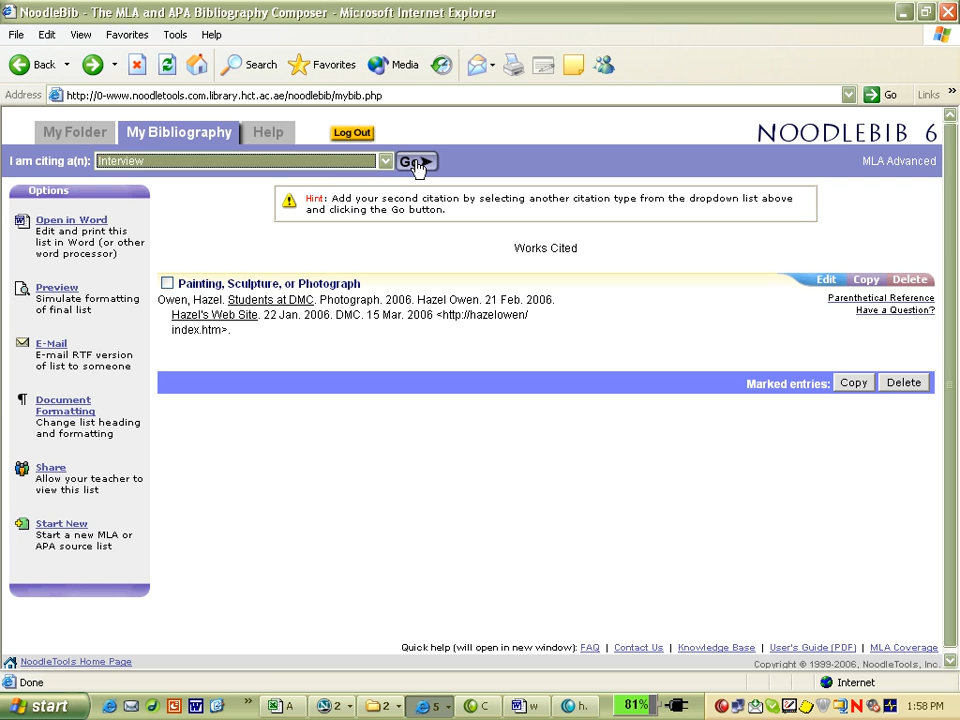 NoodleBib - The MLA and APA Bibliography Composer - Microsoft Internet Explorer
File Edit View Favorites Tools Help
Back Search Favorites Media
Address http://0-www.noodletools.com.library.hct.ac.ae/noodlebib/mybib.php Go Links »
My Folder My Bibliography Help Log Out NOODLEBIB 6
I am citing a(n): Interview Go MLA Advanced
Options
Open in Word
Edit and print this
list in Word (or other
word processor)
Preview
Simulate formatting
of final list
E-Mail
E-mail RTF version
of list to someone
Document
Formatting
Change list heading
and formatting
Share
Allow your teacher to
view this list
Start New
Start a new MLA or
APA source list
Hint: Add your second citation by selecting another citation type from the dropdown list above
and clicking the Go button.
Works Cited
Painting, Sculpture, or Photograph Edit Copy Delete
Owen, Hazel. Students at DMC. Photograph. 2006. Hazel Owen. 21 Feb. 2006.
Hazel's Web Site. 22 Jan. 2006. DMC. 15 Mar. 2006 <http://hazelowen/
index.htm>.
Parenthetical Reference
Have a Question?
Marked entries: Copy Delete
Quick help (will open in new window): FAQ | Contact Us | Knowledge Base | User's Guide (PDF) | MLA Coverage
NoodleTools Home Page Copyright © 1999-2006, NoodleTools, Inc.
Done Internet
start » A 2 2 5 C w h. 81% 1:58 PM